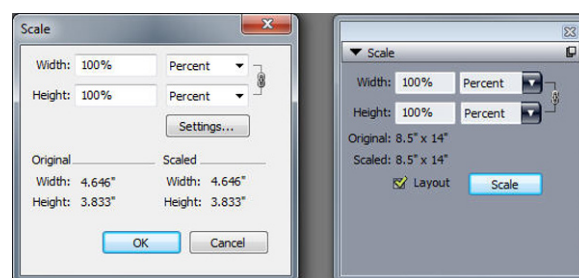 Scale
Width: 100% Percent
Height: 100% Percent
Settings...
Original Scaled
Width: 4.646" Width: 4.646"
Height: 3.833" Height: 3.833"
OK Cancel
Scale
Width: 100% Percent
Height: 100% Percent
Original: 8.5" x 14"
Scaled: 8.5" x 14"
Layout Scale